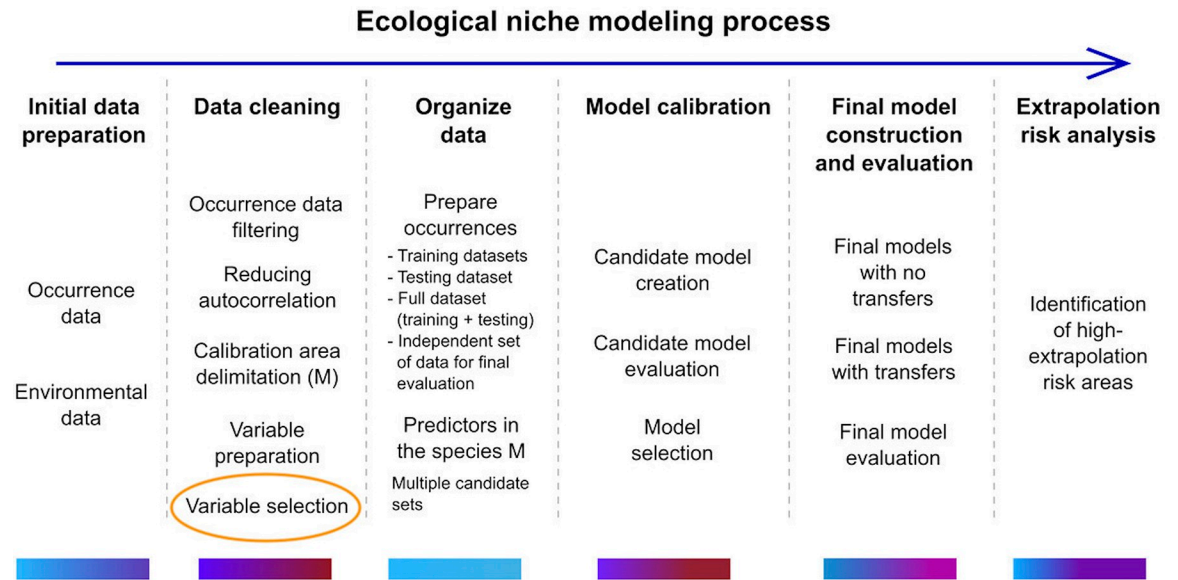 Ecological niche modeling process
Initial data
preparation
Occurrence
data
Environmental
data
Data cleaning
Occurrence data
filtering
Reducing
autocorrelation
Calibration area
delimitation (M)
Variable
preparation
Variable selection
Organize
data
Prepare
occurrences
- Training datasets
- Testing dataset
- Full dataset
(training + testing)
- Independent set
of data for final
evaluation
Predictors in
the species M
Multiple candidate
sets
Model calibration
Candidate model
creation
Candidate model
evaluation
Model
selection
Final model
construction
and evaluation
Final models
with no
transfers
Final models
with transfers
Final model
evaluation
Extrapolation
risk analysis
Identification
of high-
extrapolation
risk areas